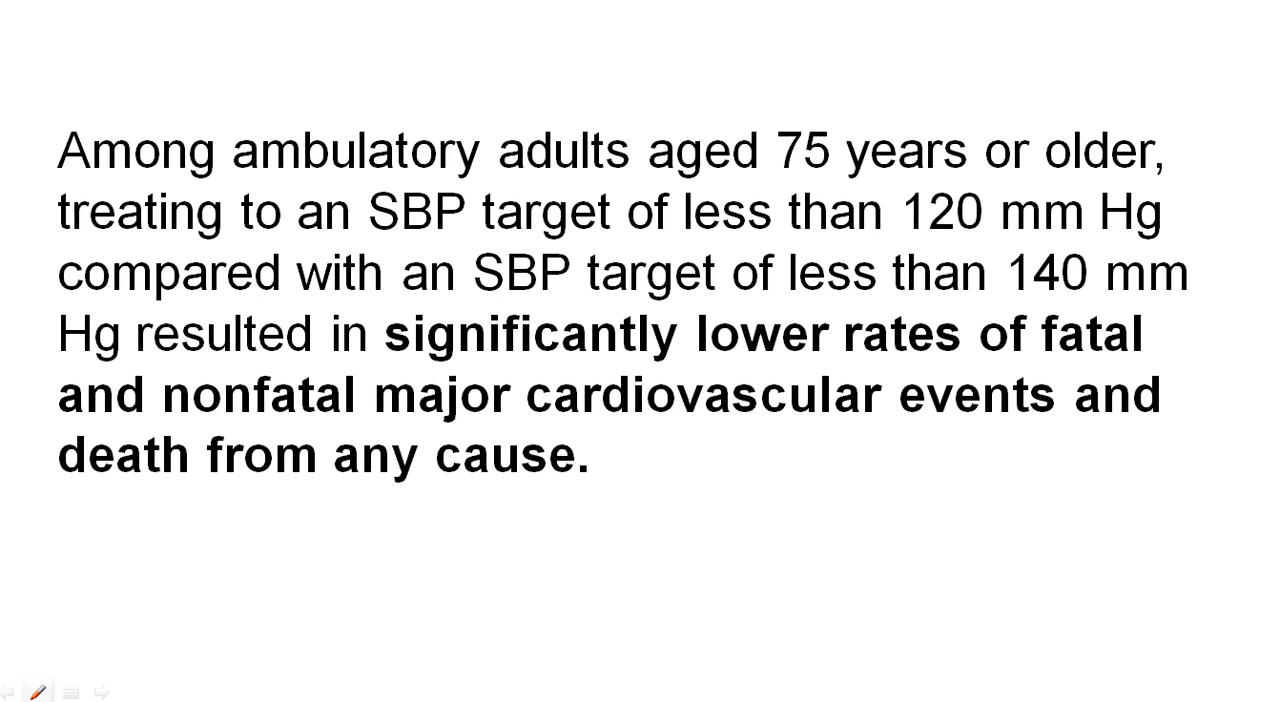 Among ambulatory adults aged 75 years or older,
treating to an SBP target of less than 120 mm Hg
compared with an SBP target of less than 140 mm
Hg resulted in significantly lower rates of fatal
and nonfatal major cardiovascular events and
death from any cause.